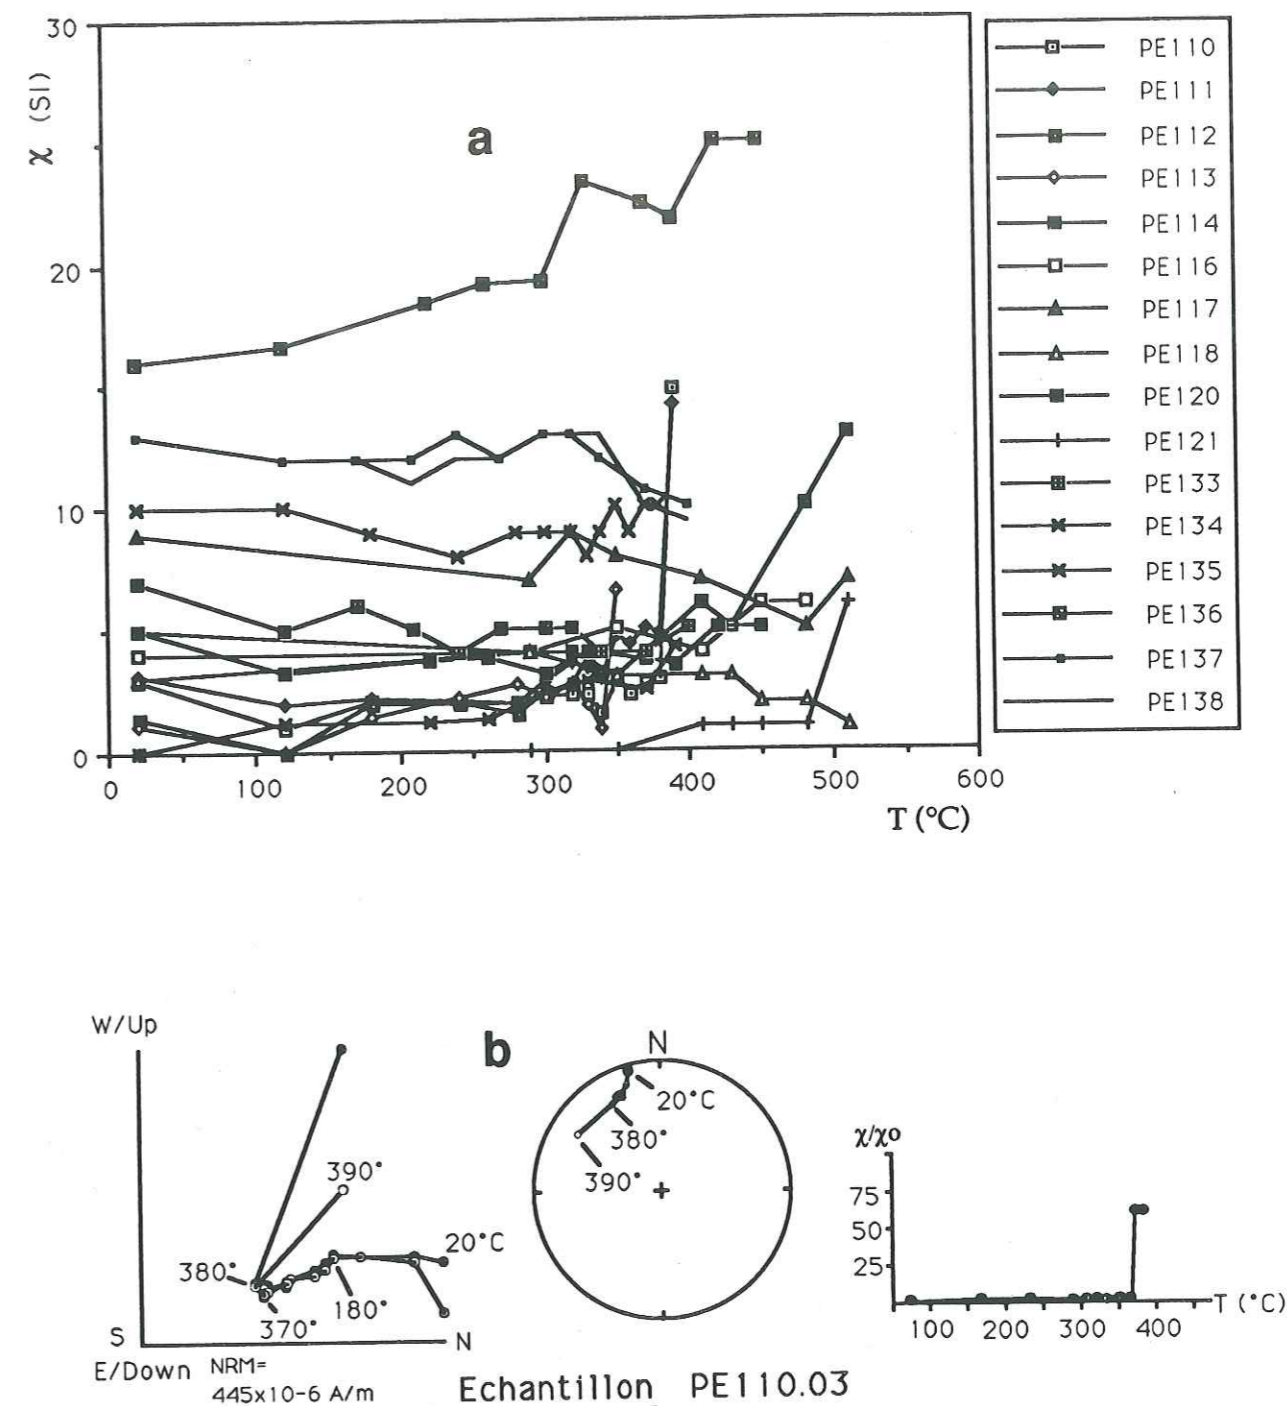 30
20
10
0
χ (SI)
a
0 100 200 300 400 500 600
T (°C)
PE110
PE111
PE112
PE113
PE114
PE116
PE117
PE118
PE120
PE121
PE133
PE134
PE135
PE136
PE137
PE138
b
W/Up
390°
20°C
380°
180°
370°
S
N
E/Down
NRM=
445x10-6 A/m
N
20°C
380°
390°
χ/χo
75
50
25
100 200 300 400
T (°C)
Echantillon PE110.03